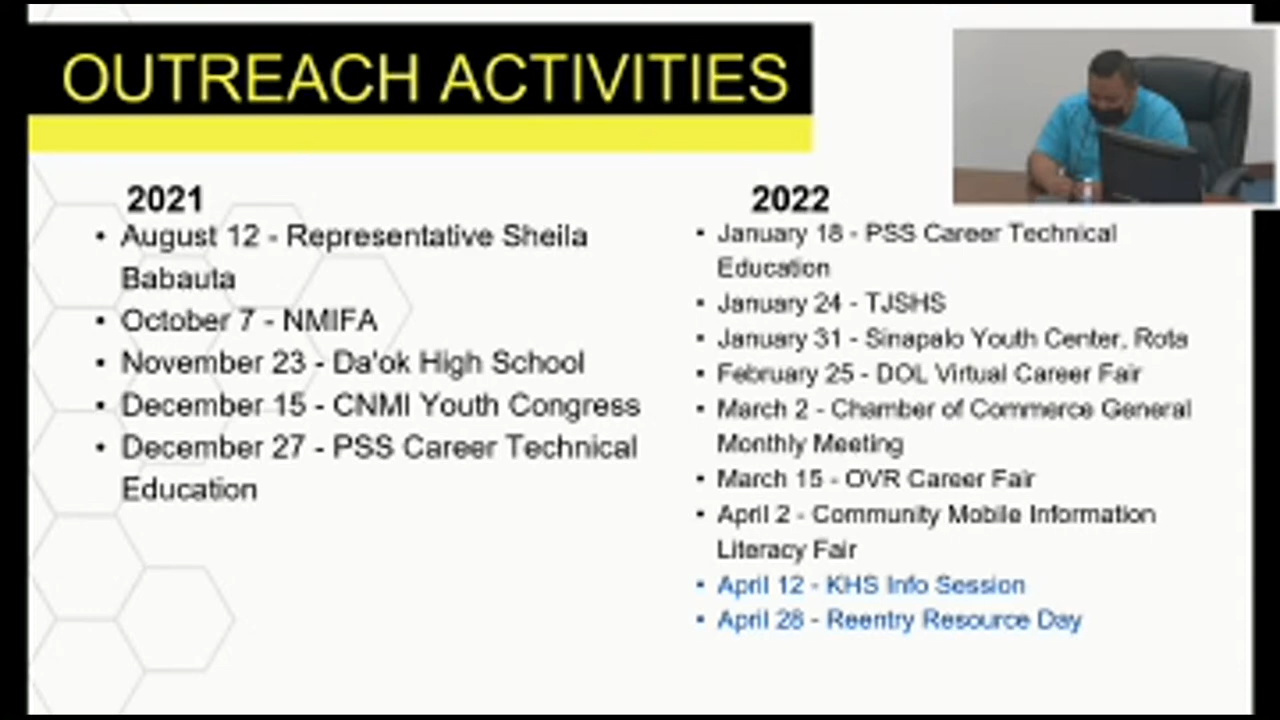 OUTREACH ACTIVITIES
2021
• August 12 - Representative Sheila
Babauta
• October 7 - NMIFA
• November 23 - Da'ok High School
• December 15 - CNMI Youth Congress
• December 27 - PSS Career Technical
Education
2022
• January 18 - PSS Career Technical
Education
• January 24 - TJSHS
• January 31 - Sinapalo Youth Center, Rota
• February 25 - DOL Virtual Career Fair
• March 2 - Chamber of Commerce General
Monthly Meeting
• March 15 - OVR Career Fair
• April 2 - Community Mobile Information
Literacy Fair
• April 12 - KHS Info Session
• April 28 - Reentry Resource Day